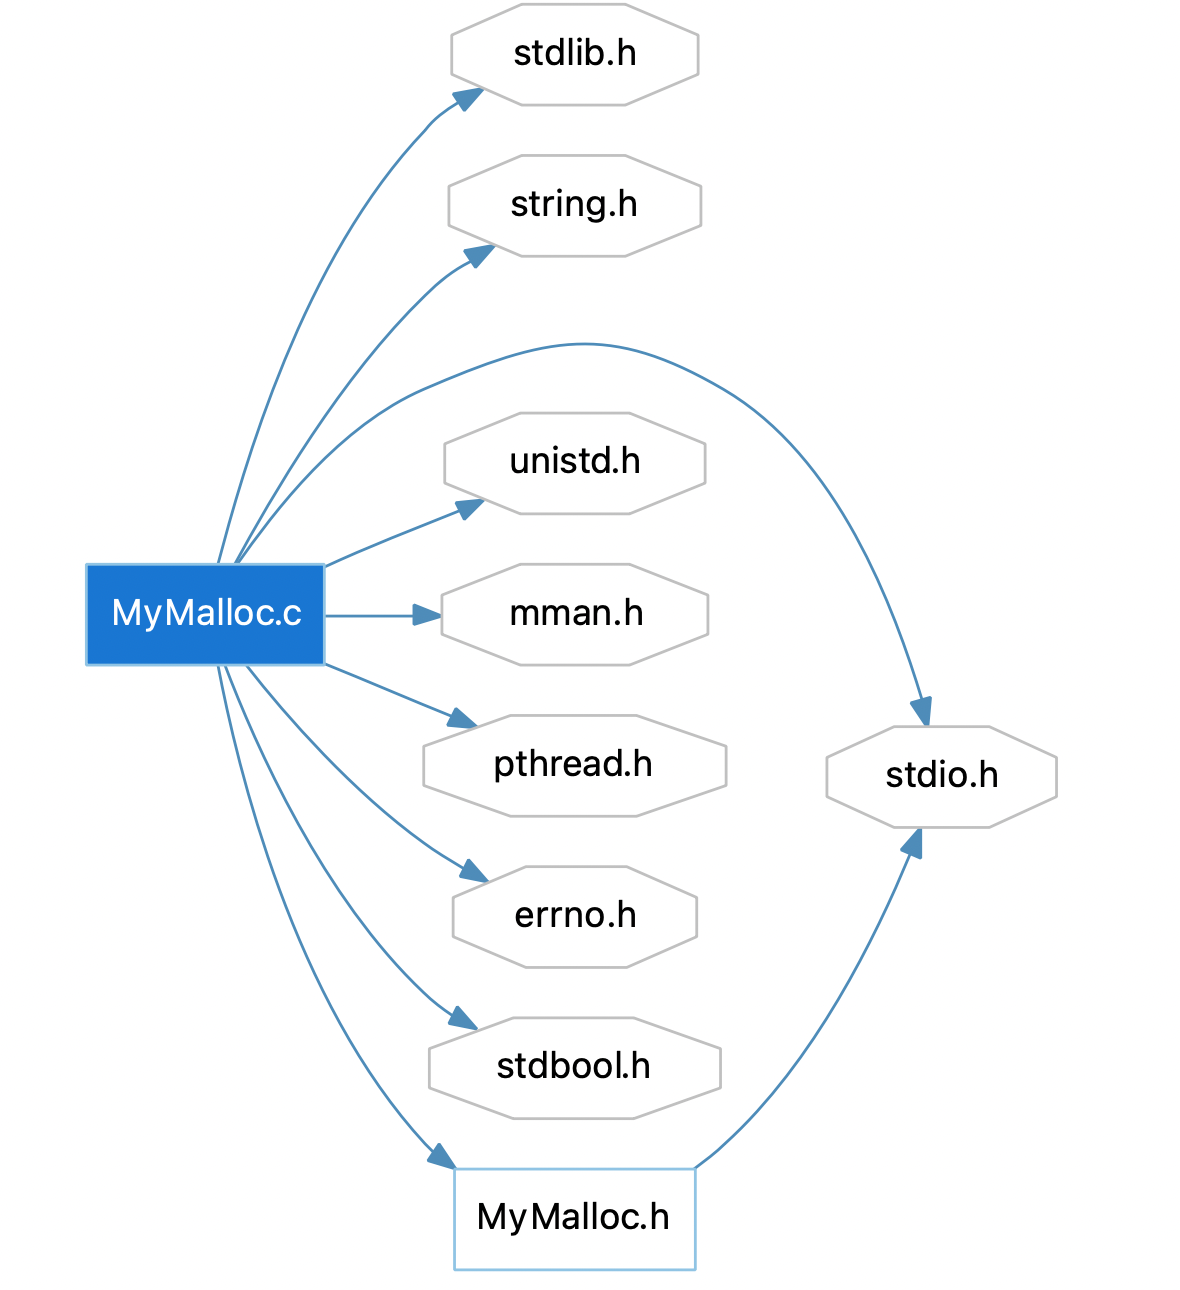 stdlib.h
string.h
unistd.h
MyMalloc.c
mman.h
pthread.h
stdio.h
errno.h
stdbool.h
MyMalloc.h